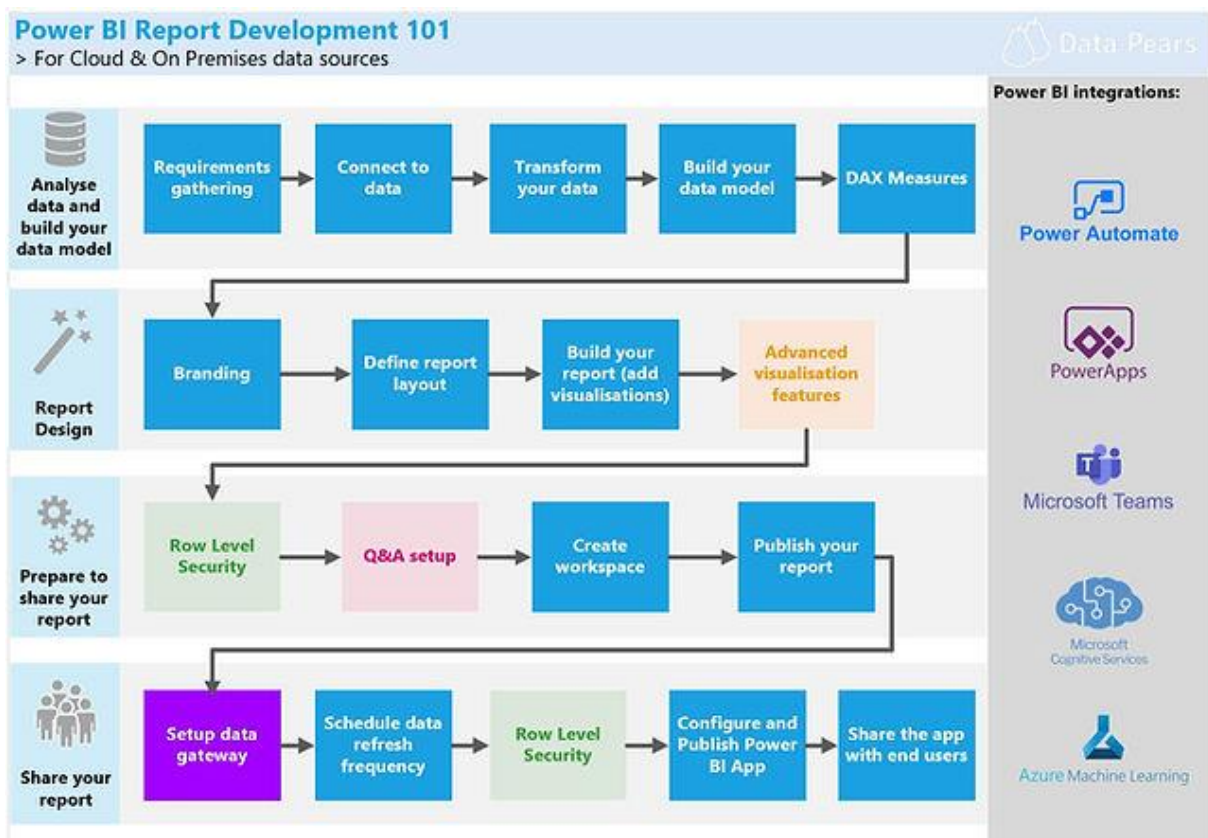 Power BI Report Development 101
> For Cloud & On Premises data sources
Data Pears
Power BI integrations:
Analyse
data and
build your
data model
Requirements
gathering
Connect to
data
Transform
your data
Build your
data model
DAX Measures
Power Automate
Report
Design
Branding
Define report
layout
Build your
report (add
visualisations)
Advanced
visualisation
features
PowerApps
Prepare to
share your
report
Row Level
Security
Q&A setup
Create
workspace
Publish your
report
T
Microsoft Teams
Microsoft
Cognitive Services
Share your
report
Setup data
gateway
Schedule data
refresh
frequency
Row Level
Security
Configure and
Publish Power
BI App
Share the app
with end users
Azure Machine Learning